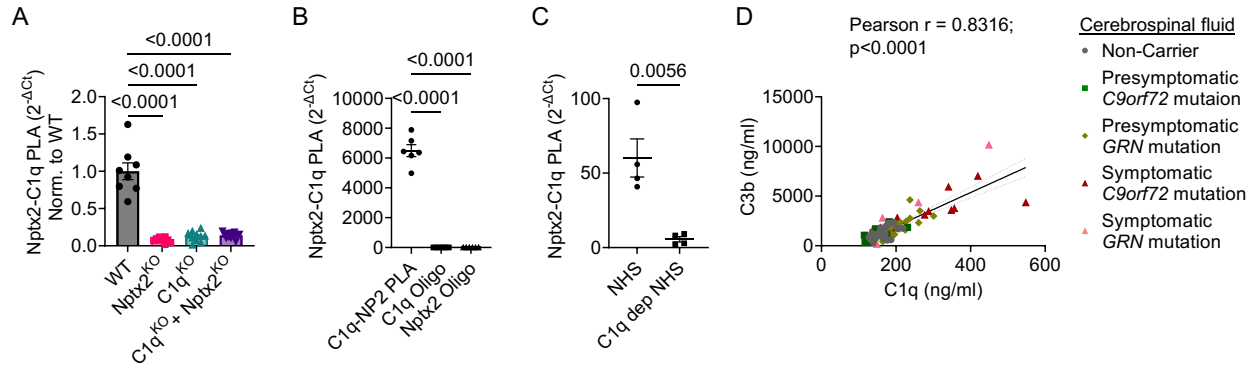 A
Nptx2-C1q PLA (2^-ΔCt)
Norm. to WT
<0.0001
<0.0001
<0.0001
2.0
1.5
1.0
0.5
0.0
WT
Nptx2^KO
C1q^KO
C1q^KO + Nptx2^KO
B
Nptx2-C1q PLA (2^-ΔCt)
<0.0001
<0.0001
10000
8000
6000
4000
2000
0
C1q-NP2 PLA
C1q Oligo
Nptx2 Oligo
C
Nptx2-C1q PLA (2^-ΔCt)
0.0056
100
50
0
NHS
C1q dep NHS
D
Pearson r = 0.8316;
p<0.0001
C3b (ng/ml)
15000
10000
5000
0
0
200
400
600
C1q (ng/ml)
Cerebrospinal fluid
Non-Carrier
Presymptomatic
C9orf72 mutaion
Presymptomatic
GRN mutation
Symptomatic
C9orf72 mutation
Symptomatic
GRN mutation